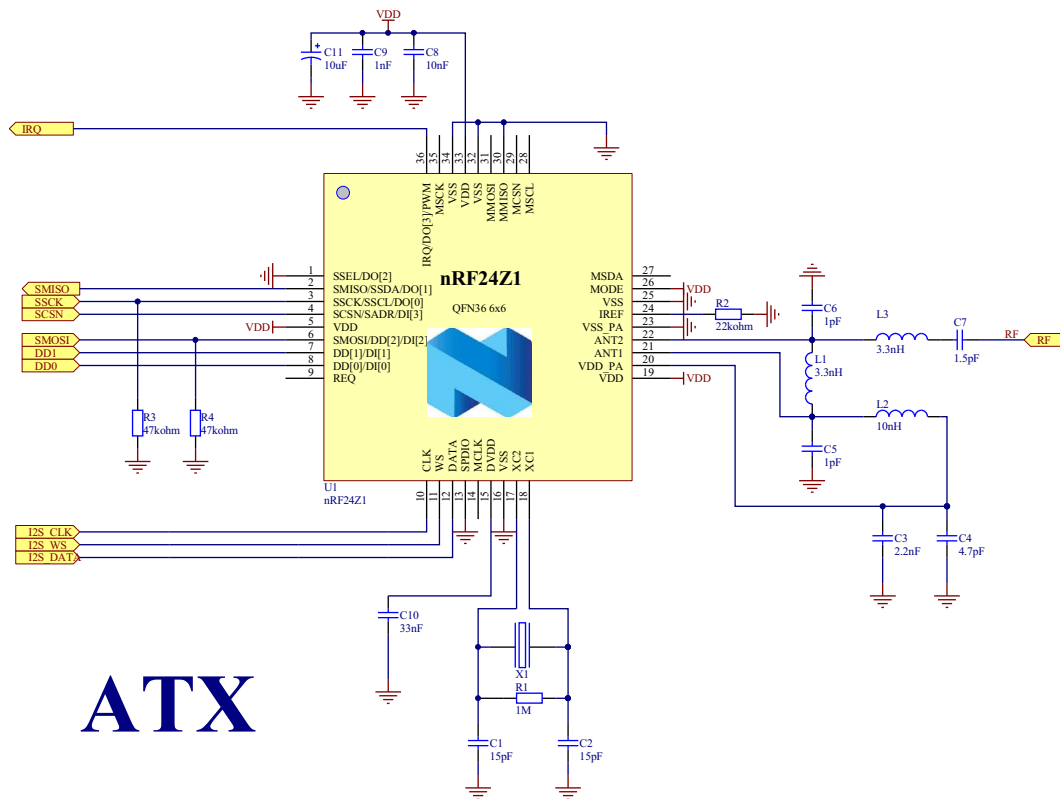 VDD
C11
10uF
C9
1nF
C8
10nF
IRQ
36
35
34
33
32
31
30
29
28
IRQ/DO[3]/PWM
MSCK
VSS
VDD
VSS
MMOSI
MMISO
MCSN
MSCL
nRF24Z1
QFN36 6x6
1
SSEL/DO[2]
SMISO
2
SMISO/SSDA/DO[1]
SSCK
3
SSCK/SSCL/DO[0]
SCSN
4
SCSN/SADR/DI[3]
VDD
5
VDD
SMOSI
6
SMOSI/DD[2]/DI[2]
DD1
7
DD[1]/DI[1]
DD0
8
DD[0]/DI[0]
9
REQ
MSDA
27
MODE
26
VDD
VSS
25
IREF
24
R2
22kohm
VSS_PA
23
ANT2
22
ANT1
21
VDD_PA
20
VDD
19
VDD
C6
1pF
L3
3.3nH
C7
1.5pF
RF
RF
L1
3.3nH
L2
10nH
C5
1pF
C3
2.2nF
C4
4.7pF
R3
47kohm
R4
47kohm
CLK
WS
DATA
SPDIO
MCLK
DVDD
VSS
XC2
XC1
U1
nRF24Z1
10
11
12
13
14
15
16
17
18
I2S_CLK
I2S_WS
I2S_DATA
C10
33nF
X1
R1
1M
C1
15pF
C2
15pF
ATX